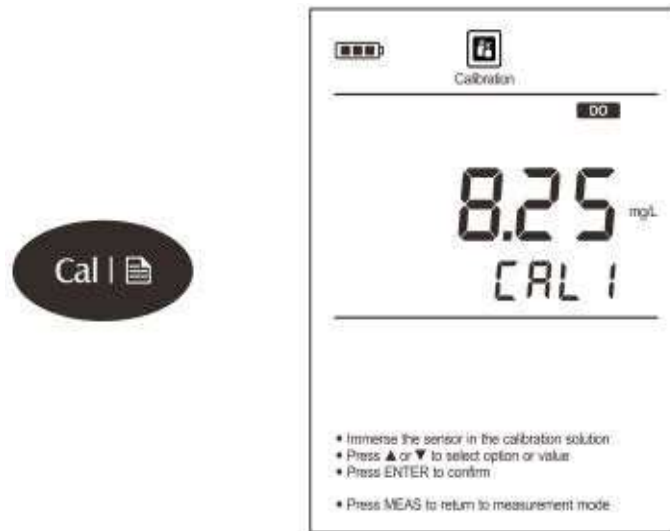 Cal |
Calibration
DO
8.25 mg/L
CAL 1
• Immerse the sensor in the calibration solution
• Press ▲ or ▼ to select option or value
• Press ENTER to confirm
• Press MEAS to return to measurement mode